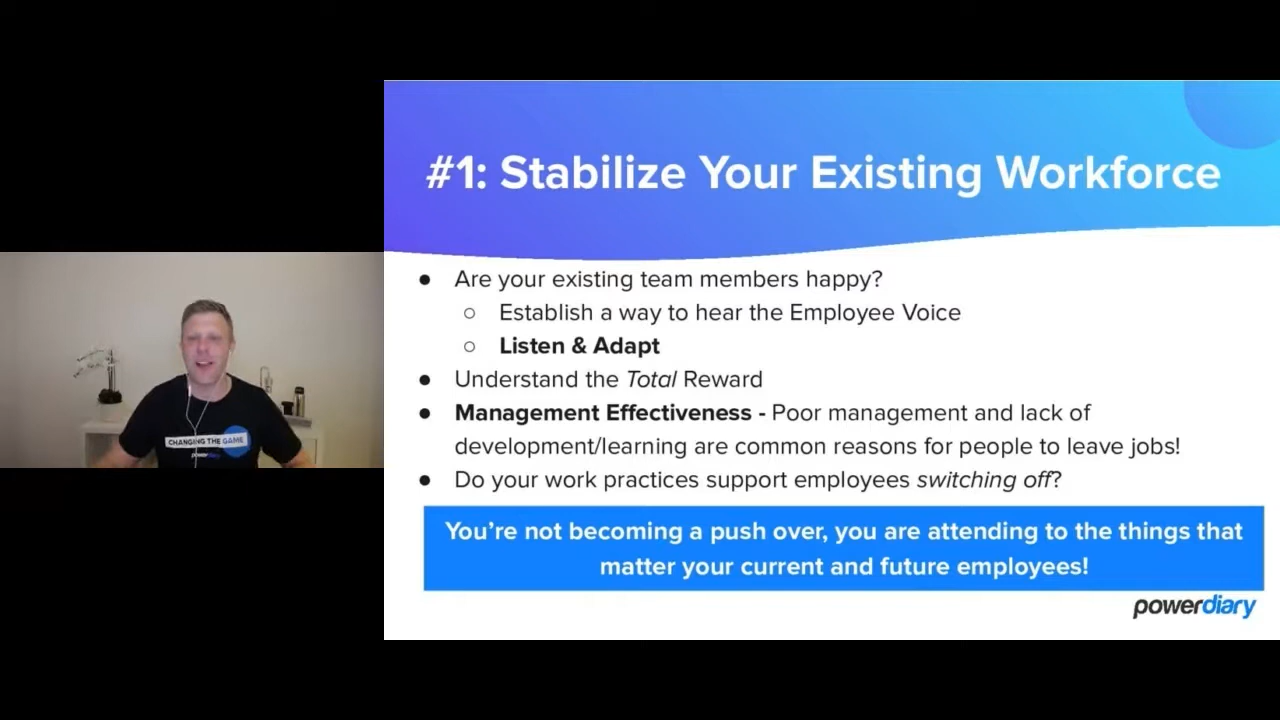 #1: Stabilize Your Existing Workforce
● Are your existing team members happy?
○ Establish a way to hear the Employee Voice
○ Listen & Adapt
● Understand the Total Reward
● Management Effectiveness - Poor management and lack of
development/learning are common reasons for people to leave jobs!
● Do your work practices support employees switching off?
You're not becoming a push over, you are attending to the things that
matter your current and future employees!
powerdiary
CHANGING THE GAME
powerdiary